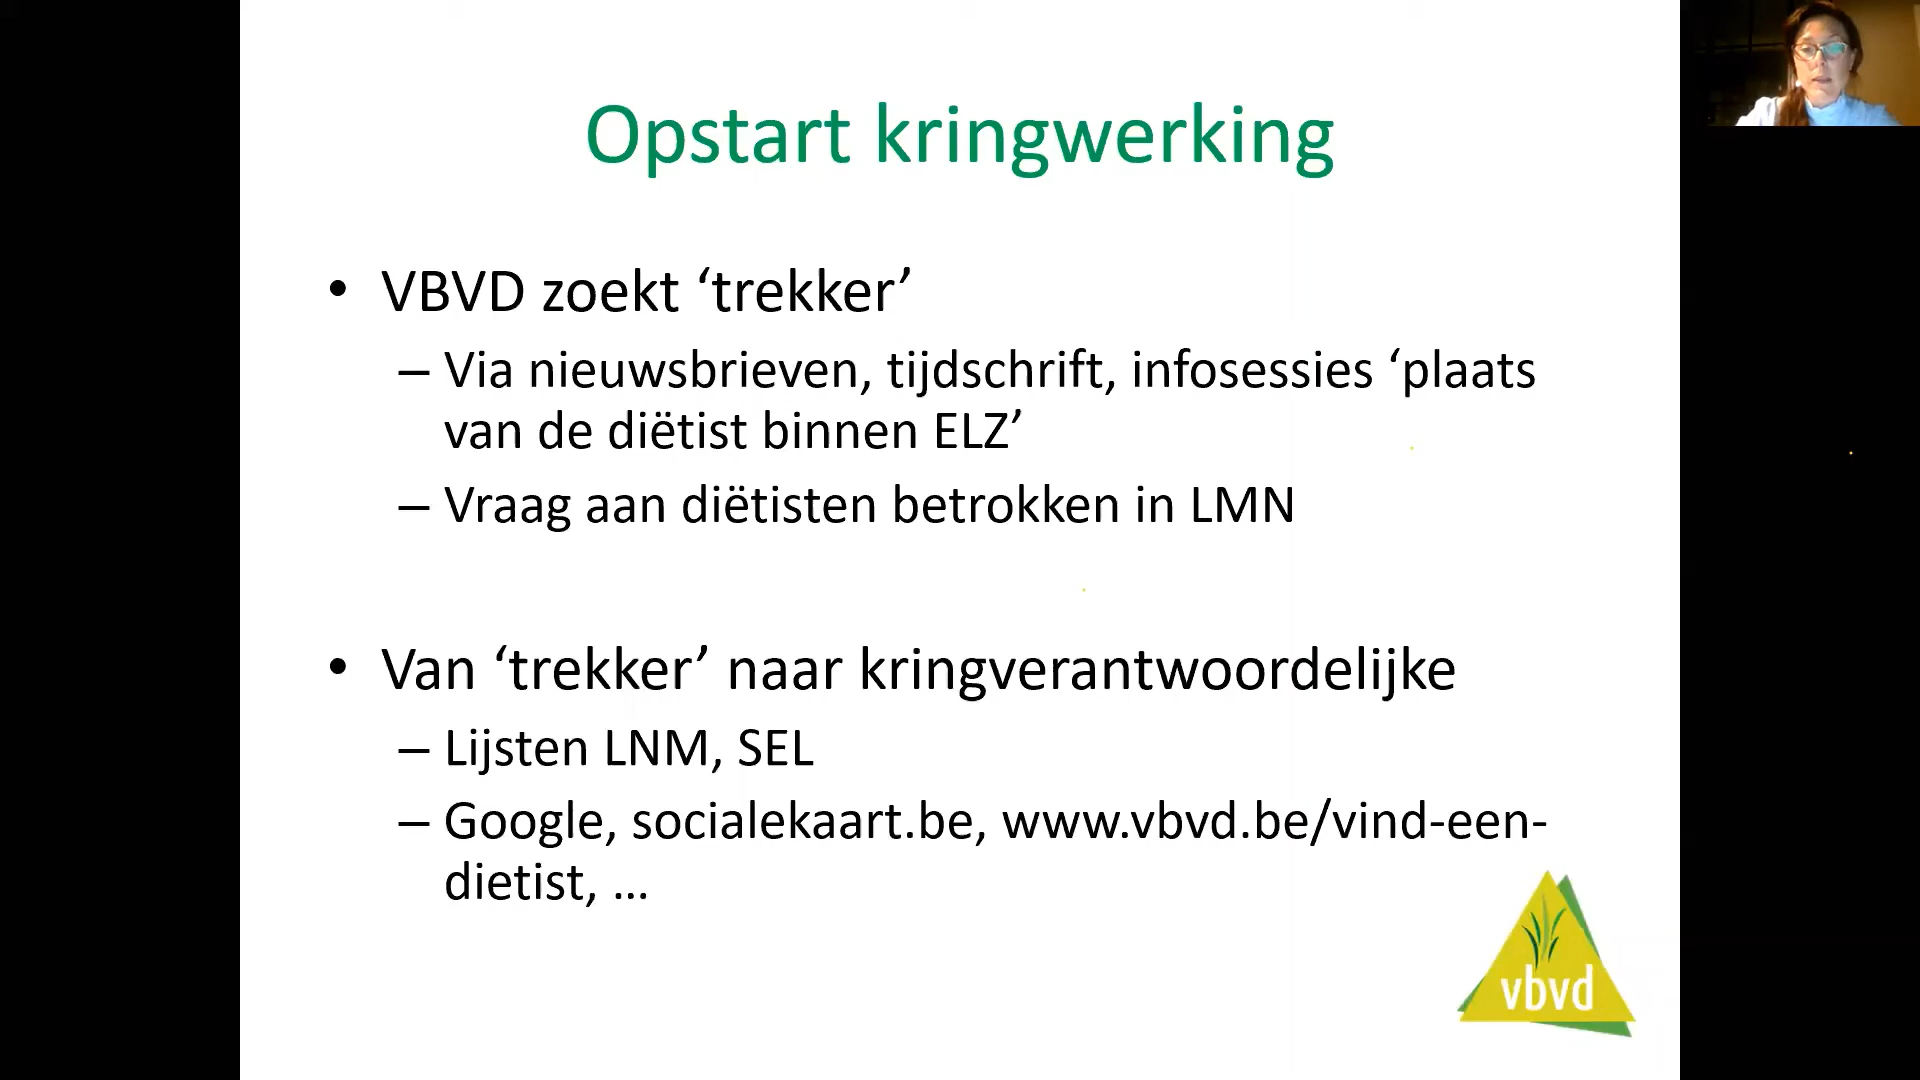 Opstart kringwerking
• VBVD zoekt ‘trekker’
– Via nieuwsbrieven, tijdschrift, infosessies ‘plaats
van de diëtist binnen ELZ’
– Vraag aan diëtisten betrokken in LMN
• Van ‘trekker’ naar kringverantwoordelijke
– Lijsten LNM, SEL
– Google, socialekaart.be, www.vbvd.be/vind-een-
dietist, ...
vbvd